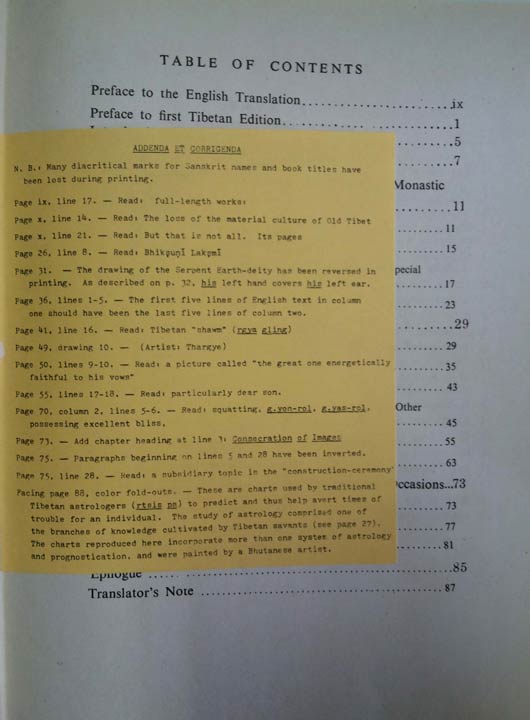 TABLE OF CONTENTS
Preface to the English Translation........................ix
Preface to first Tibetan Edition...........................1
.................5
.................7
Monastic
.................11
.................11
.................15
pecial
.................17
.................23
.................29
.................29
.................35
.................43
Other
.................45
.................55
.................63
ccasions...73
.................73
.................77
.................81
Epilogue .................85
Translator's Note .................87
ADDENDA ET CORRIGENDA
N. B.: Many diacritical marks for Sanskrit names and book titles have
been lost during printing.
Page ix, line 17. — Read: full-length works:
Page x, line 14. — Read: The loss of the material culture of Old Tibet
Page x, line 21. — Read: But that is not all. Its pages
Page 26, line 8. — Read: Bhikṣuṇī Lakṣmī
Page 31. — The drawing of the Serpent Earth-deity has been reversed in
printing. As described on p. 32, his left hand covers his left ear.
Page 36, lines 1-5. — The first five lines of English text in column
one should have been the last five lines of column two.
Page 41, line 16. — Read: Tibetan "shawm" (rgya gling)
Page 49, drawing 10. — (Artist: Thargye)
Page 50, lines 9-10. — Read: a picture called "the great one energetically
faithful to his vows"
Page 55, lines 17-18. — Read: particularly dear son.
Page 70, column 2, lines 5-6. — Read: squatting, g.yon-rol, g.yas-rol,
possessing excellent bliss.
Page 73. — Add chapter heading at line 3: Consecration of Images
Page 75. — Paragraphs beginning on lines 5 and 28 have been inverted.
Page 75, line 28. — Read: a subsidiary topic in the "construction-ceremony"
Facing page 88, color fold-outs. — These are charts used by traditional
Tibetan astrologers (rtsis pa) to predict and thus help avert times of
trouble for an individual. The study of astrology comprised one of
the branches of knowledge cultivated by Tibetan savants (see page 27).
The charts reproduced here incorporate more than one system of astrology
and prognostication, and were painted by a Bhutanese artist.